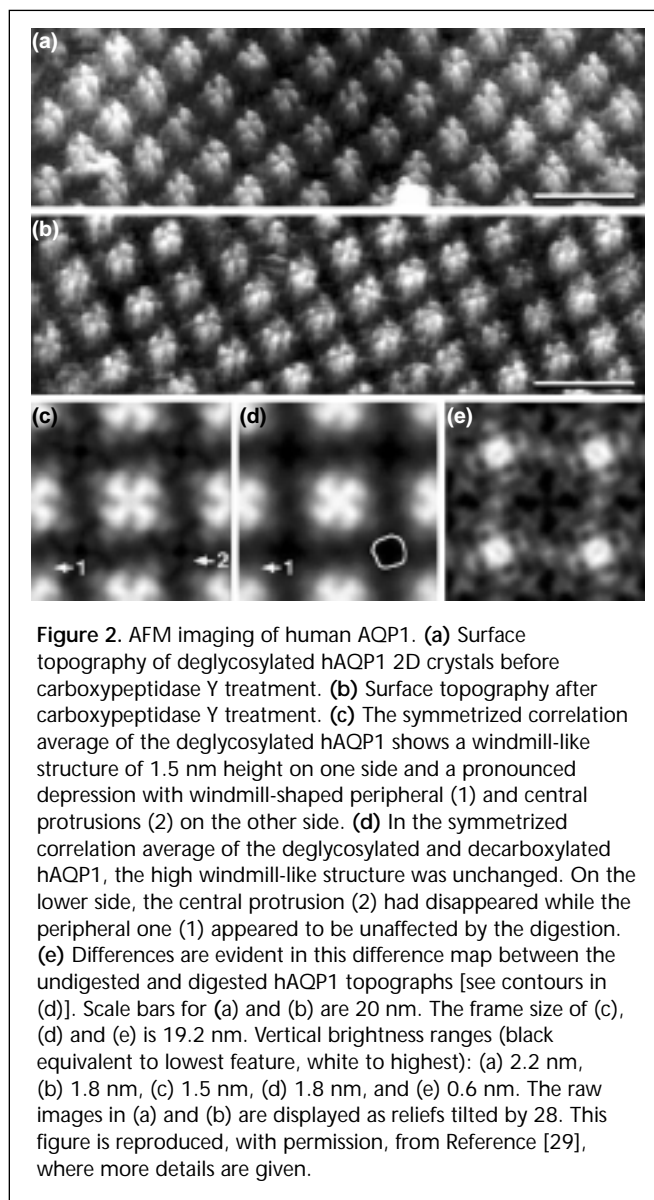 (a)
(b)
(c)
(d)
(e)
1
2
1
Figure 2. AFM imaging of human AQP1. (a) Surface
topography of deglycosylated hAQP1 2D crystals before
carboxypeptidase Y treatment. (b) Surface topography after
carboxypeptidase Y treatment. (c) The symmetrized correlation
average of the deglycosylated hAQP1 shows a windmill-like
structure of 1.5 nm height on one side and a pronounced
depression with windmill-shaped peripheral (1) and central
protrusions (2) on the other side. (d) In the symmetrized
correlation average of the deglycosylated and decarboxylated
hAQP1, the high windmill-like structure was unchanged. On the
lower side, the central protrusion (2) had disappeared while the
peripheral one (1) appeared to be unaffected by the digestion.
(e) Differences are evident in this difference map between the
undigested and digested hAQP1 topographs [see contours in
(d)]. Scale bars for (a) and (b) are 20 nm. The frame size of (c),
(d) and (e) is 19.2 nm. Vertical brightness ranges (black
equivalent to lowest feature, white to highest): (a) 2.2 nm,
(b) 1.8 nm, (c) 1.5 nm, (d) 1.8 nm, and (e) 0.6 nm. The raw
images in (a) and (b) are displayed as reliefs tilted by 28. This
figure is reproduced, with permission, from Reference [29],
where more details are given.